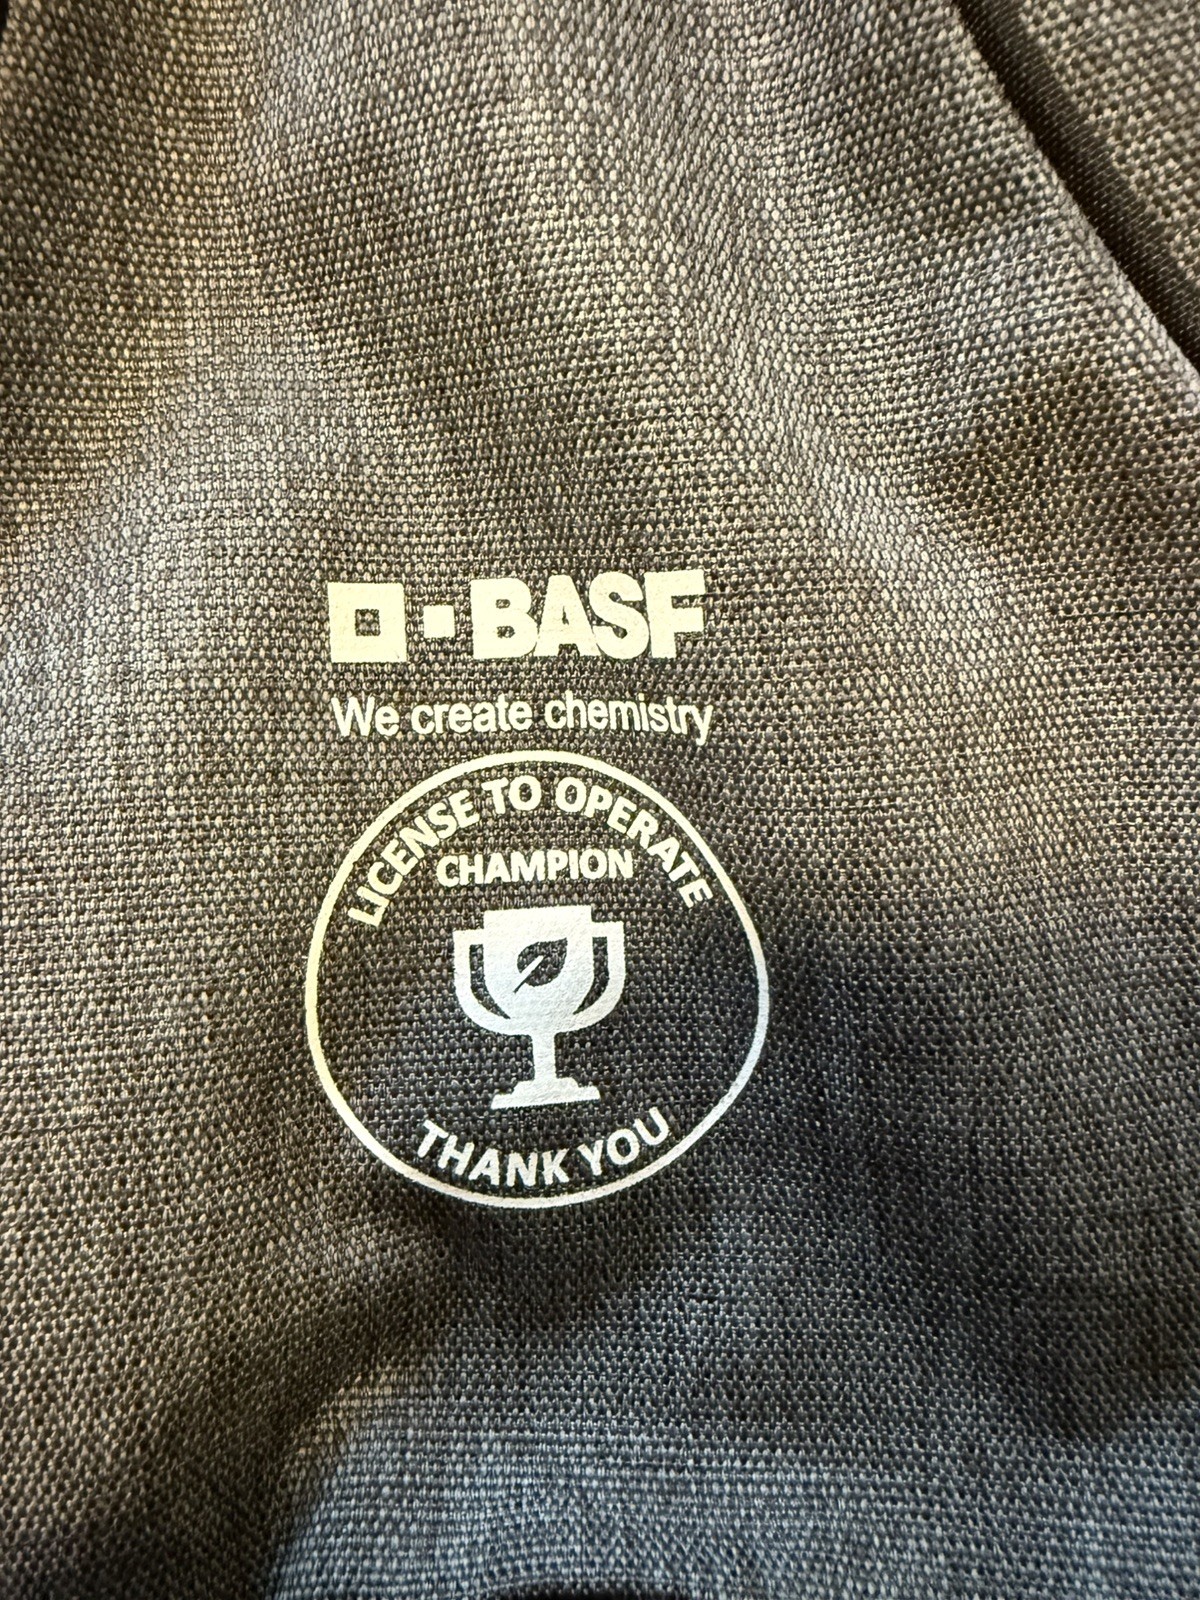 BASF
We create chemistry
LICENSE TO OPERATE
CHAMPION
THANK YOU